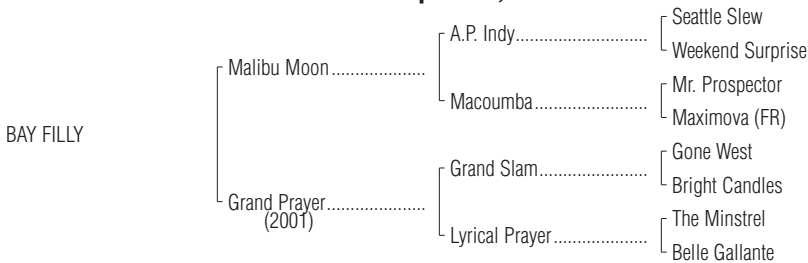 Seattle Slew
A.P. Indy....................................
Weekend Surprise
Malibu Moon.....................
Mr. Prospector
Macoumba.............................
Maximova (FR)
BAY FILLY
Gone West
Grand Slam...........................
Bright Candles
Grand Prayer......................
(2001)
The Minstrel
Lyrical Prayer........................
Belle Gallante